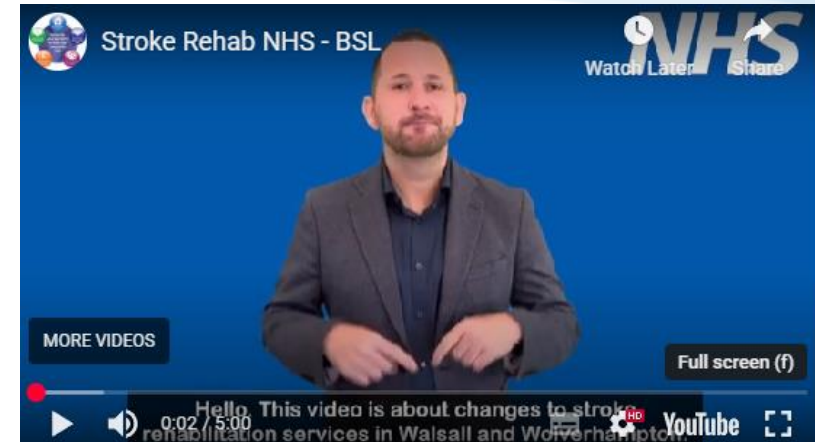 Stroke Rehab NHS - BSL
NHS
Watch Later
Share
MORE VIDEOS
Full screen (f)
Hello. This video is about changes to stroke
rehabilitation services in Walsall and Wolverhampton
0:02 / 5:00
HD
YouTube